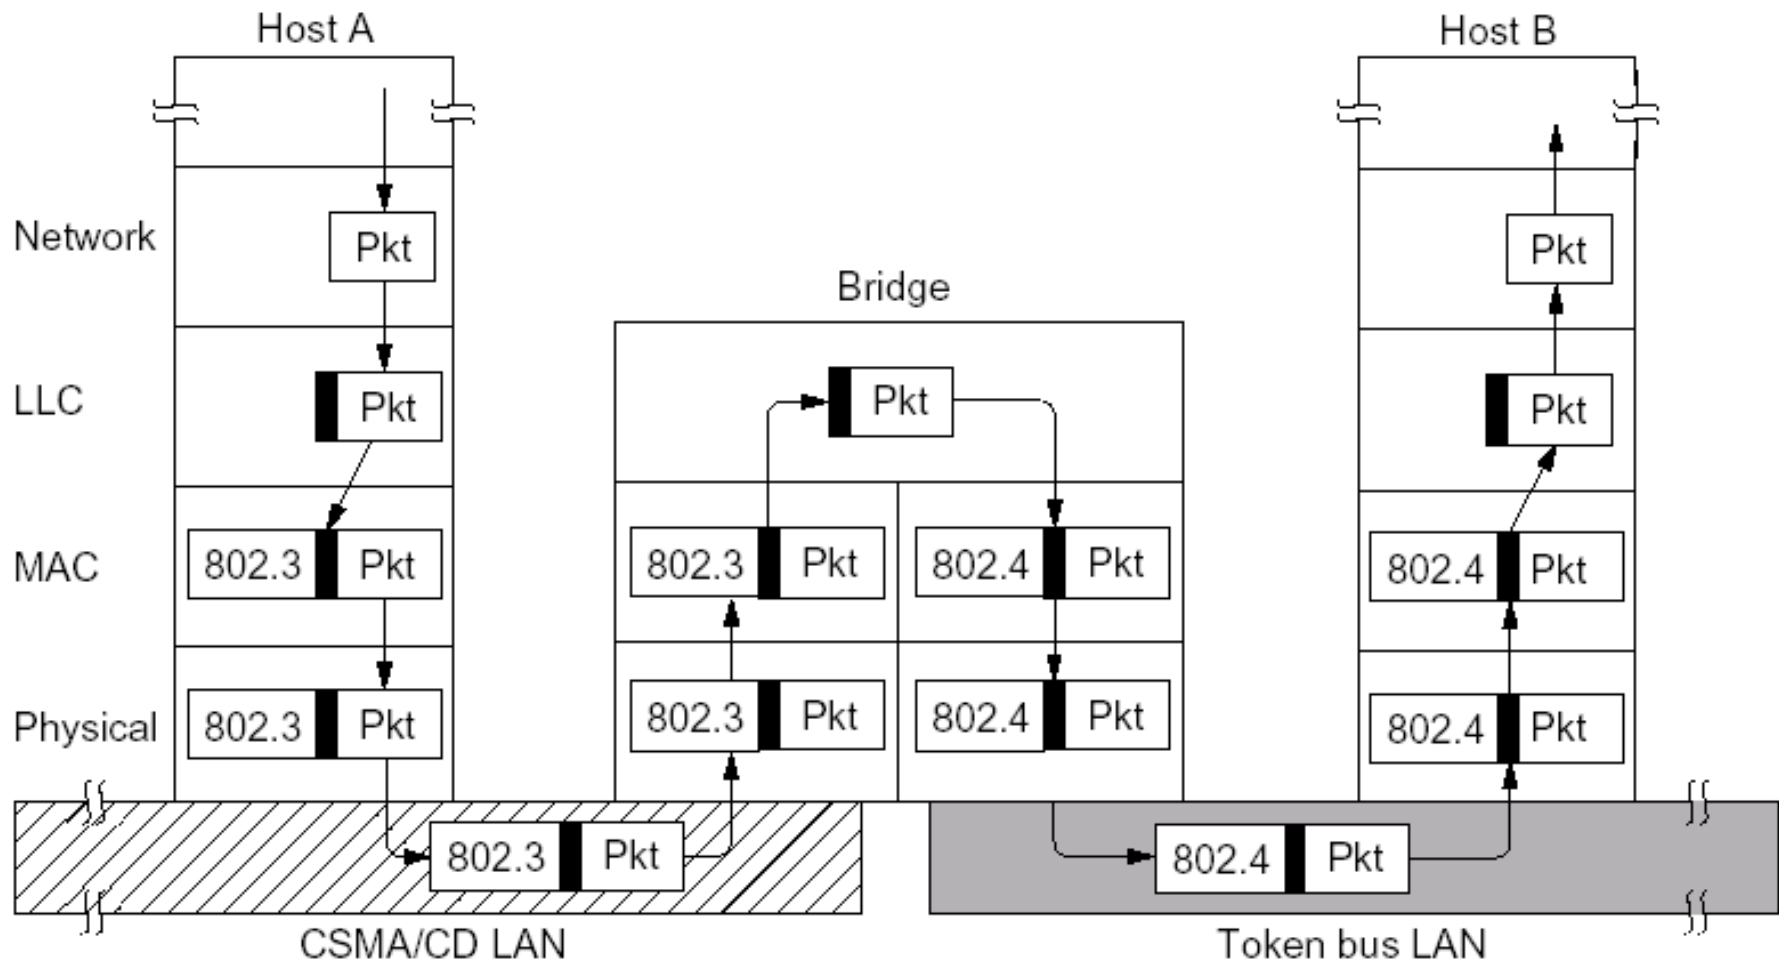 Host A
Host B
Network
Pkt
Pkt
Bridge
LLC
Pkt
Pkt
Pkt
MAC
802.3 Pkt
802.3 Pkt
802.4 Pkt
802.4 Pkt
Physical
802.3 Pkt
802.3 Pkt
802.4 Pkt
802.4 Pkt
802.3 Pkt
802.4 Pkt
CSMA/CD LAN
Token bus LAN